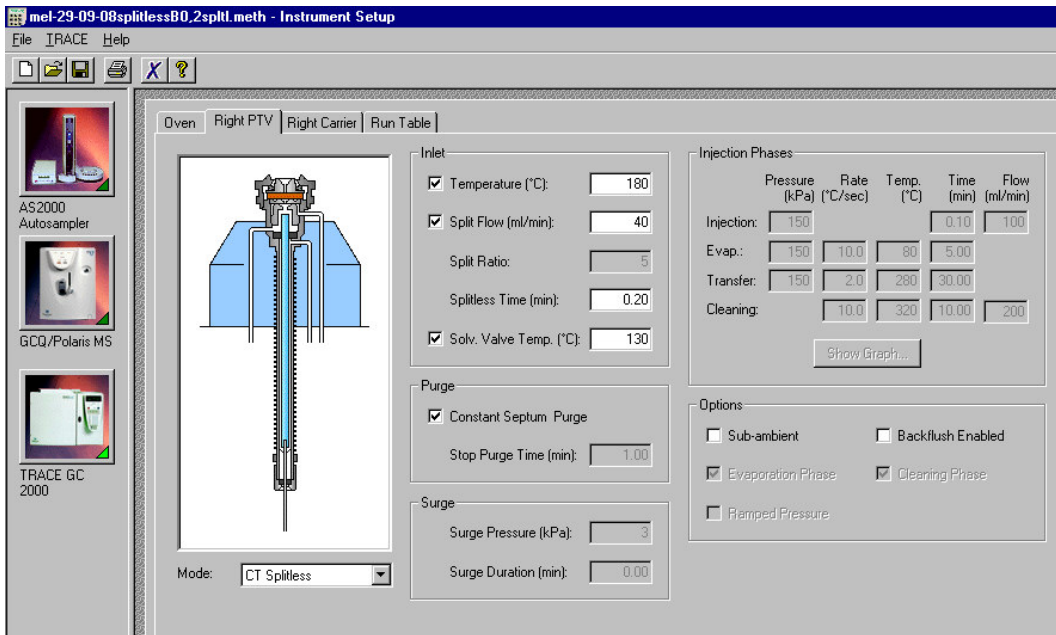 mel-29-09-08splitlessB0,2spltl.meth - Instrument Setup
File TRACE Help
AS2000
Autosampler
GCQ/Polaris MS
TRACE GC
2000
Oven Right PTV Right Carrier Run Table
Mode: CT Splitless
Inlet
Temperature (°C): 180
Split Flow (ml/min): 40
Split Ratio: 5
Splitless Time (min): 0.20
Solv. Valve Temp. (°C): 130
Purge
Constant Septum Purge
Stop Purge Time (min): 1.00
Surge
Surge Pressure (kPa): 3
Surge Duration (min): 0.00
Injection Phases
Pressure Rate Temp. Time Flow
(kPa) (°C/sec) (°C) (min) (ml/min)
Injection: 150 0.10 100
Evap.: 150 10.0 80 5.00
Transfer: 150 2.0 280 30.00
Cleaning: 10.0 320 10.00 200
Show Graph...
Options
Sub-ambient Backflush Enabled
Evaporation Phase Cleaning Phase
Ramped Pressure